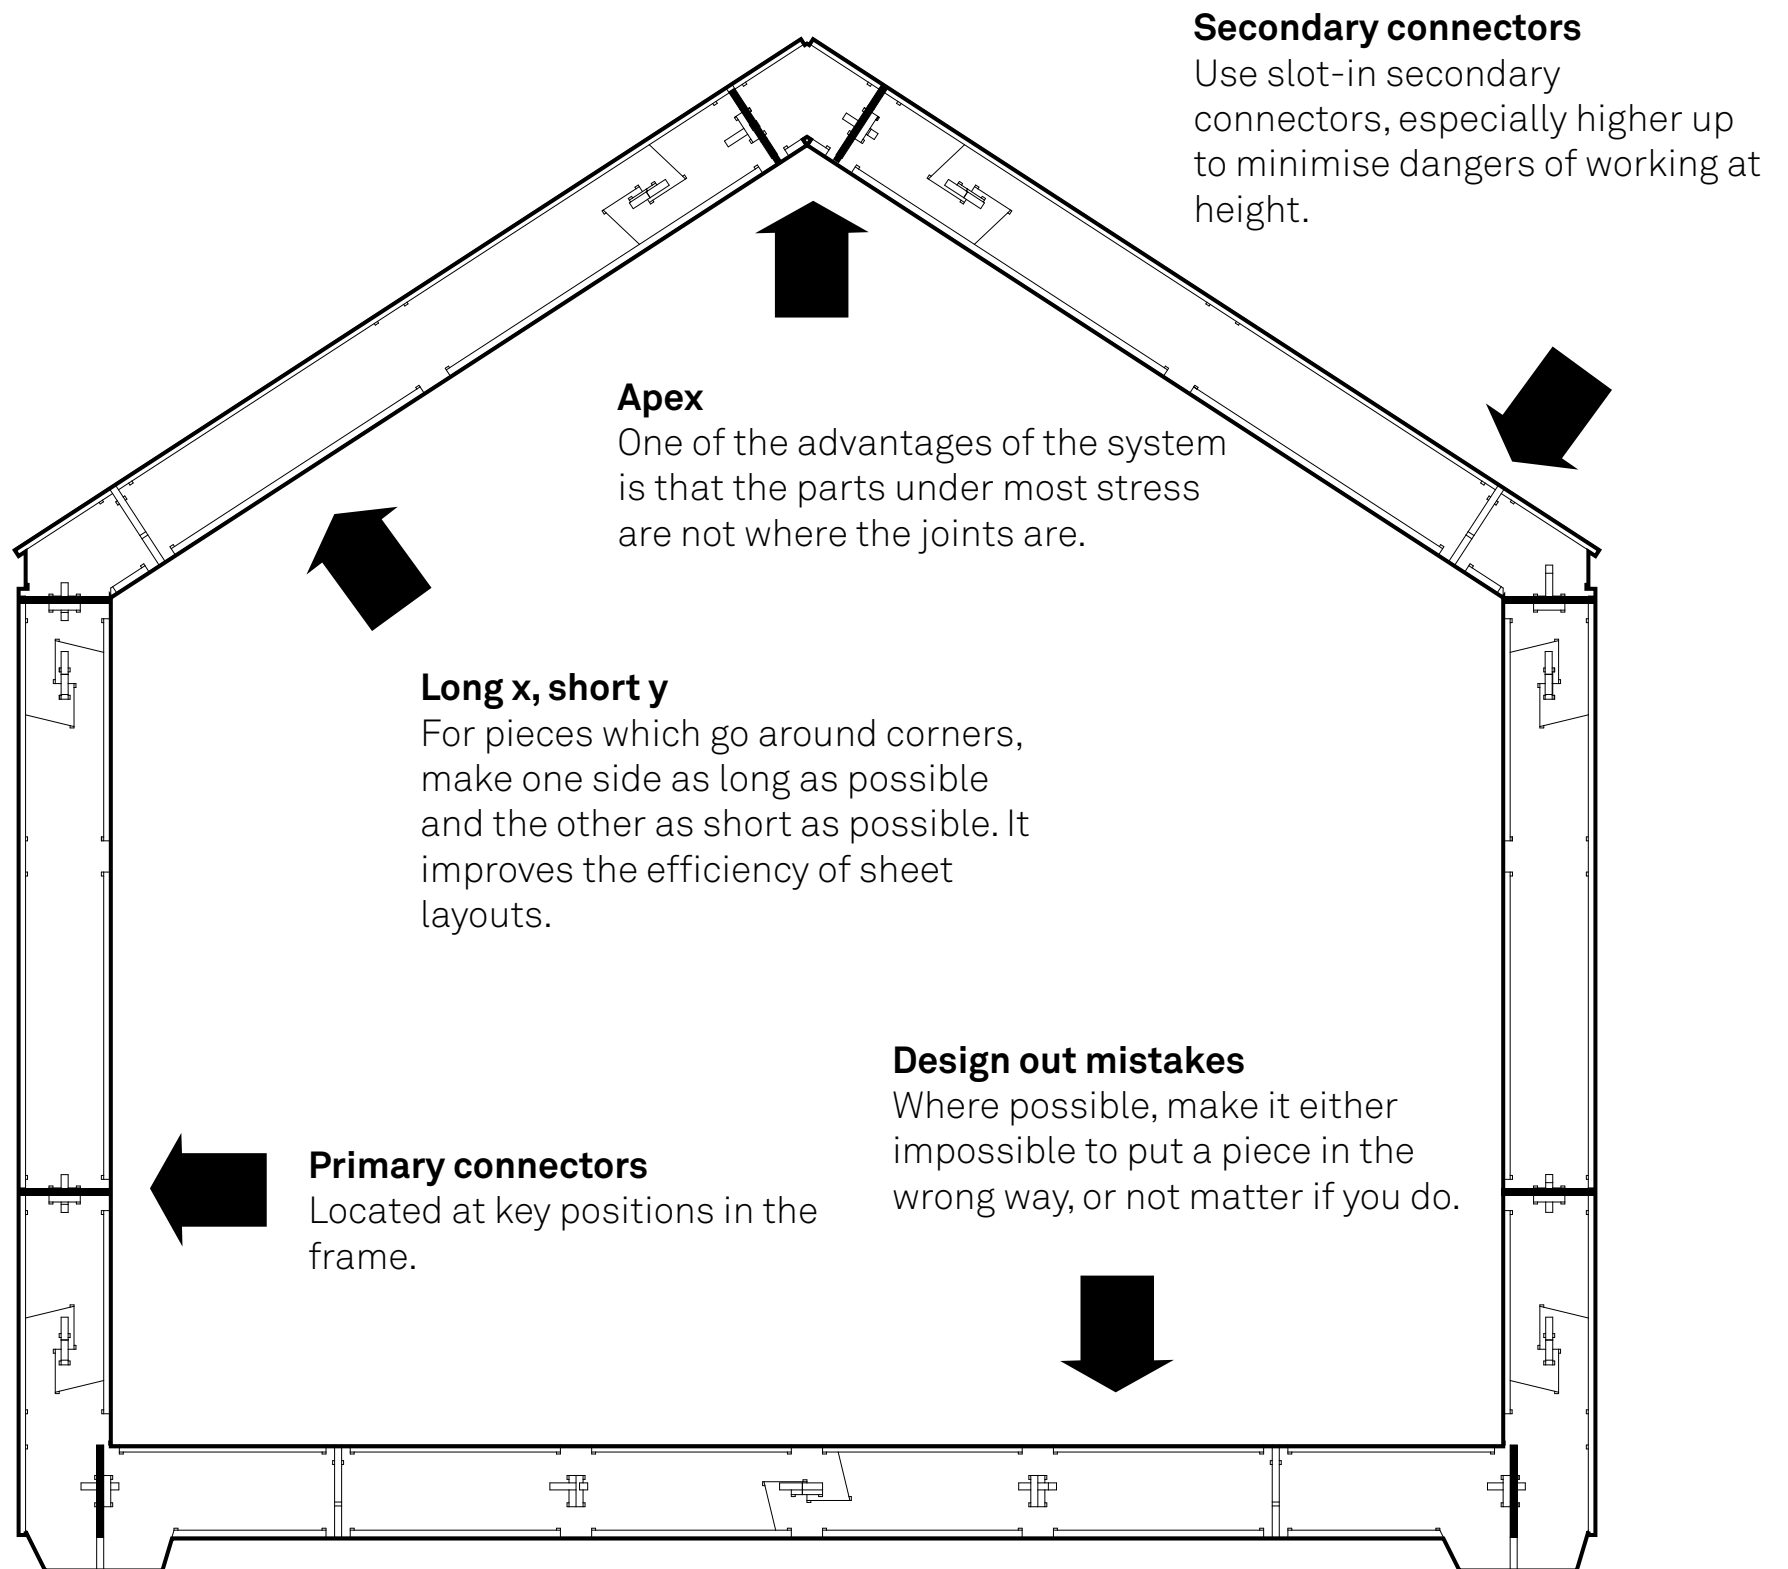 Secondary connectors
Use slot-in secondary
connectors, especially higher up
to minimise dangers of working at
height.
Apex
One of the advantages of the system
is that the parts under most stress
are not where the joints are.
Long x, short y
For pieces which go around corners,
make one side as long as possible
and the other as short as possible. It
improves the efficiency of sheet
layouts.
Design out mistakes
Where possible, make it either
impossible to put a piece in the
wrong way, or not matter if you do.
Primary connectors
Located at key positions in the
frame.